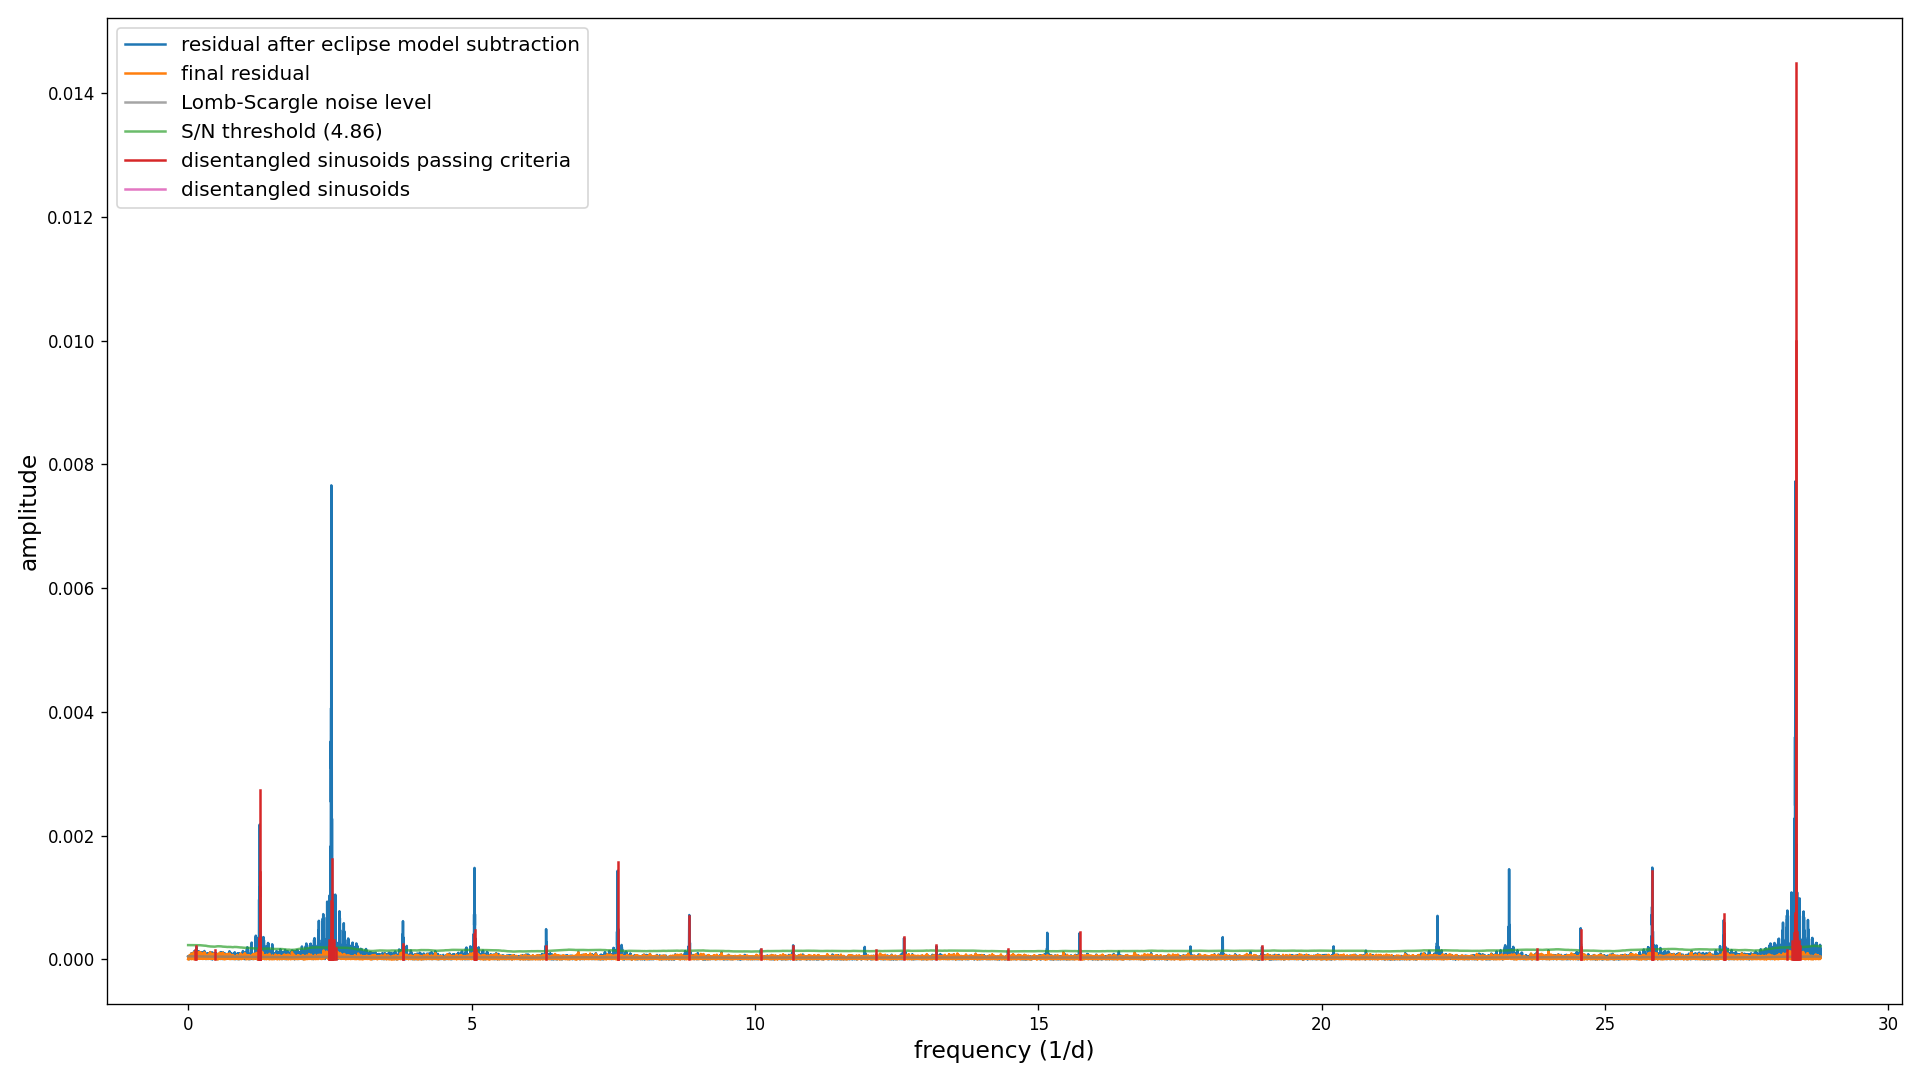 residual after eclipse model subtraction
final residual
Lomb-Scargle noise level
S/N threshold (4.86)
disentangled sinusoids passing criteria
disentangled sinusoids
amplitude
0.014
0.012
0.010
0.008
0.006
0.004
0.002
0.000
0 5 10 15 20 25 30
frequency (1/d)